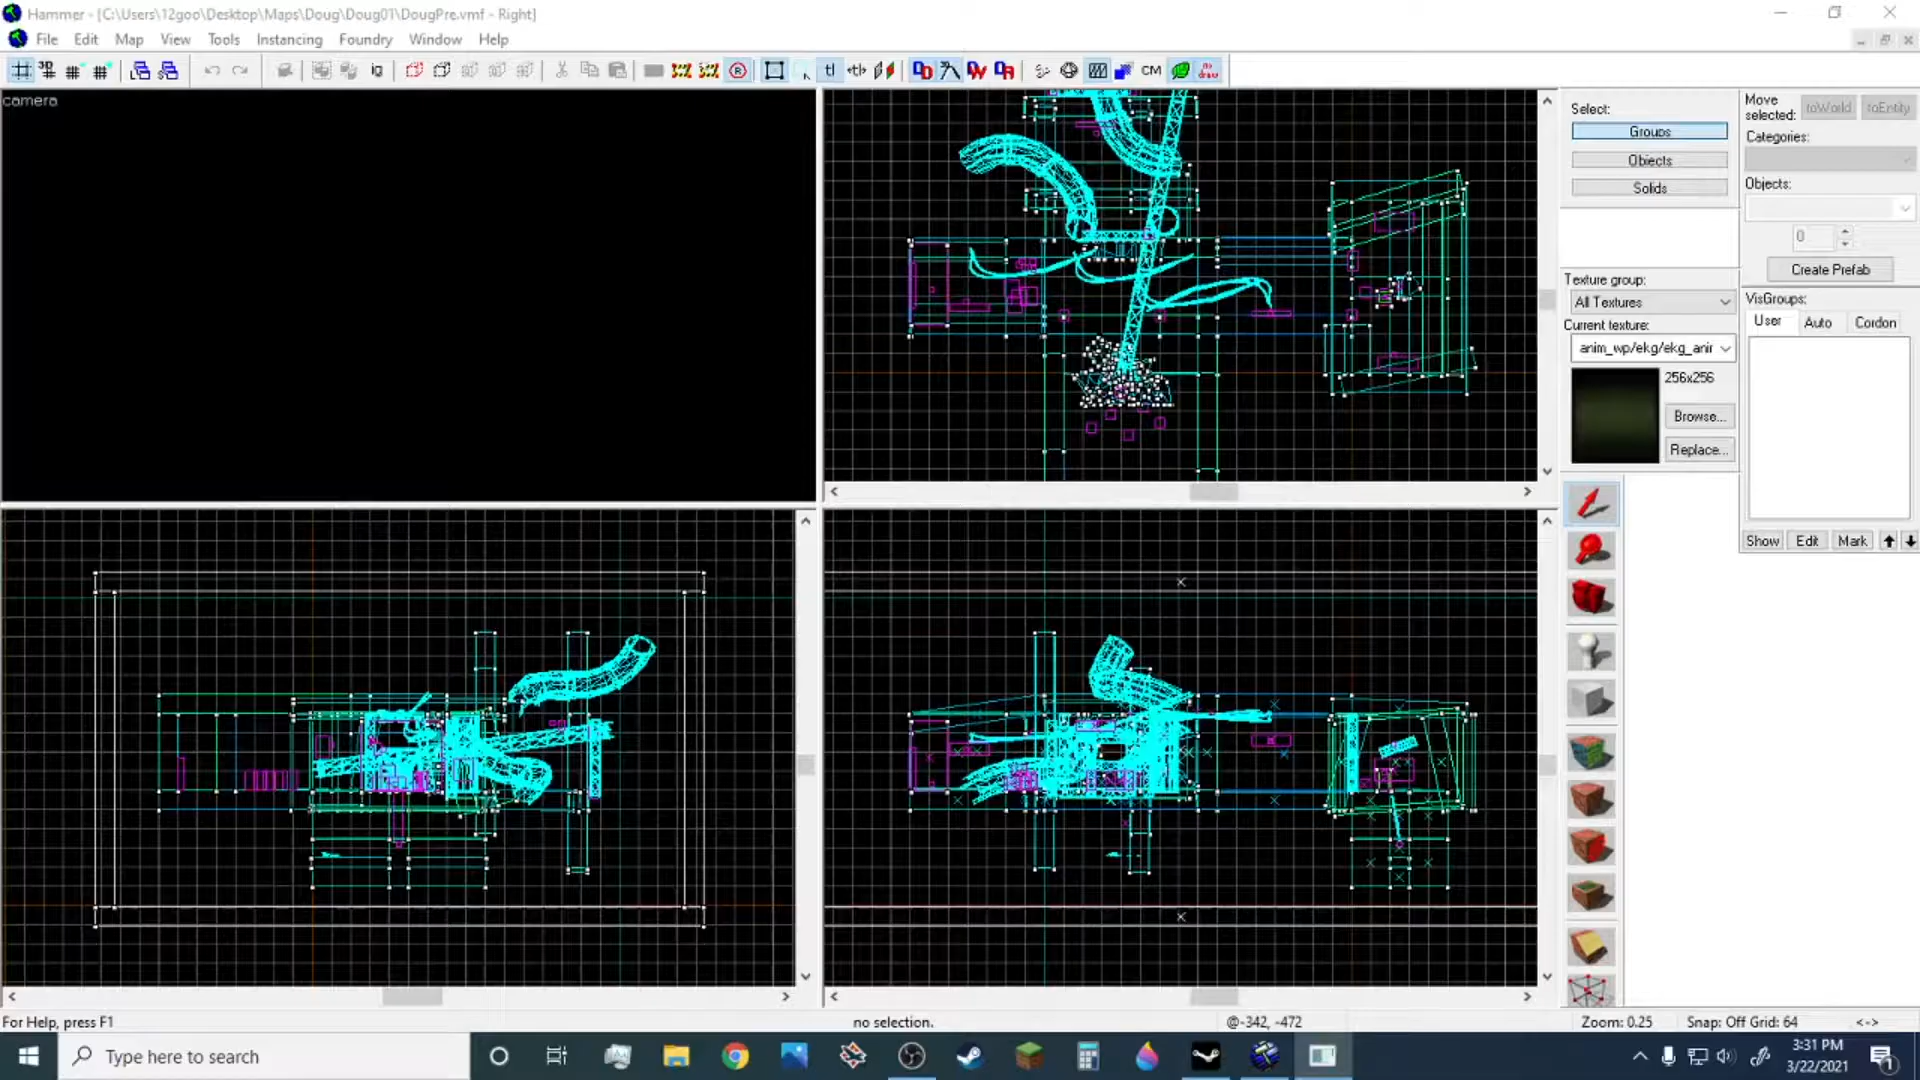 Hammer - [C:\Users\12goo\Desktop\Maps\Doug\Doug01\DougPre.vmf - Right]
File Edit Map View Tools Instancing Foundry Window Help
CM
camera
Select:
Groups
Objects
Solids
Move selected:
toWorld toEntity
Categories:
Objects:
0
Create Prefab
Texture group:
All Textures
Current texture:
anim_wp/ekg/ekg_anir
256x256
Browse...
Replace...
VisGroups:
User Auto Cordon
Show Edit Mark
For Help, press F1
no selection.
@-342, -472
Zoom: 0.25
Snap: Off Grid: 64
<->
Type here to search
3:31 PM
3/22/2021
1